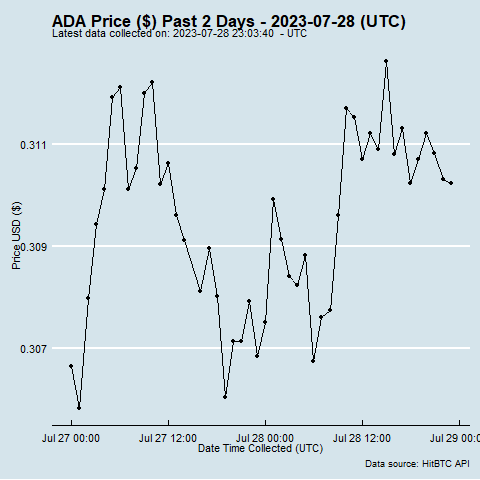 ADA Price ($) Past 2 Days - 2023-07-28 (UTC)
Latest data collected on: 2023-07-28 23:03:40 - UTC
0.311
0.309
0.307
Price USD ($)
Jul 27 00:00 Jul 27 12:00 Jul 28 00:00 Jul 28 12:00 Jul 29 00:00
Date Time Collected (UTC)
Data source: HitBTC API